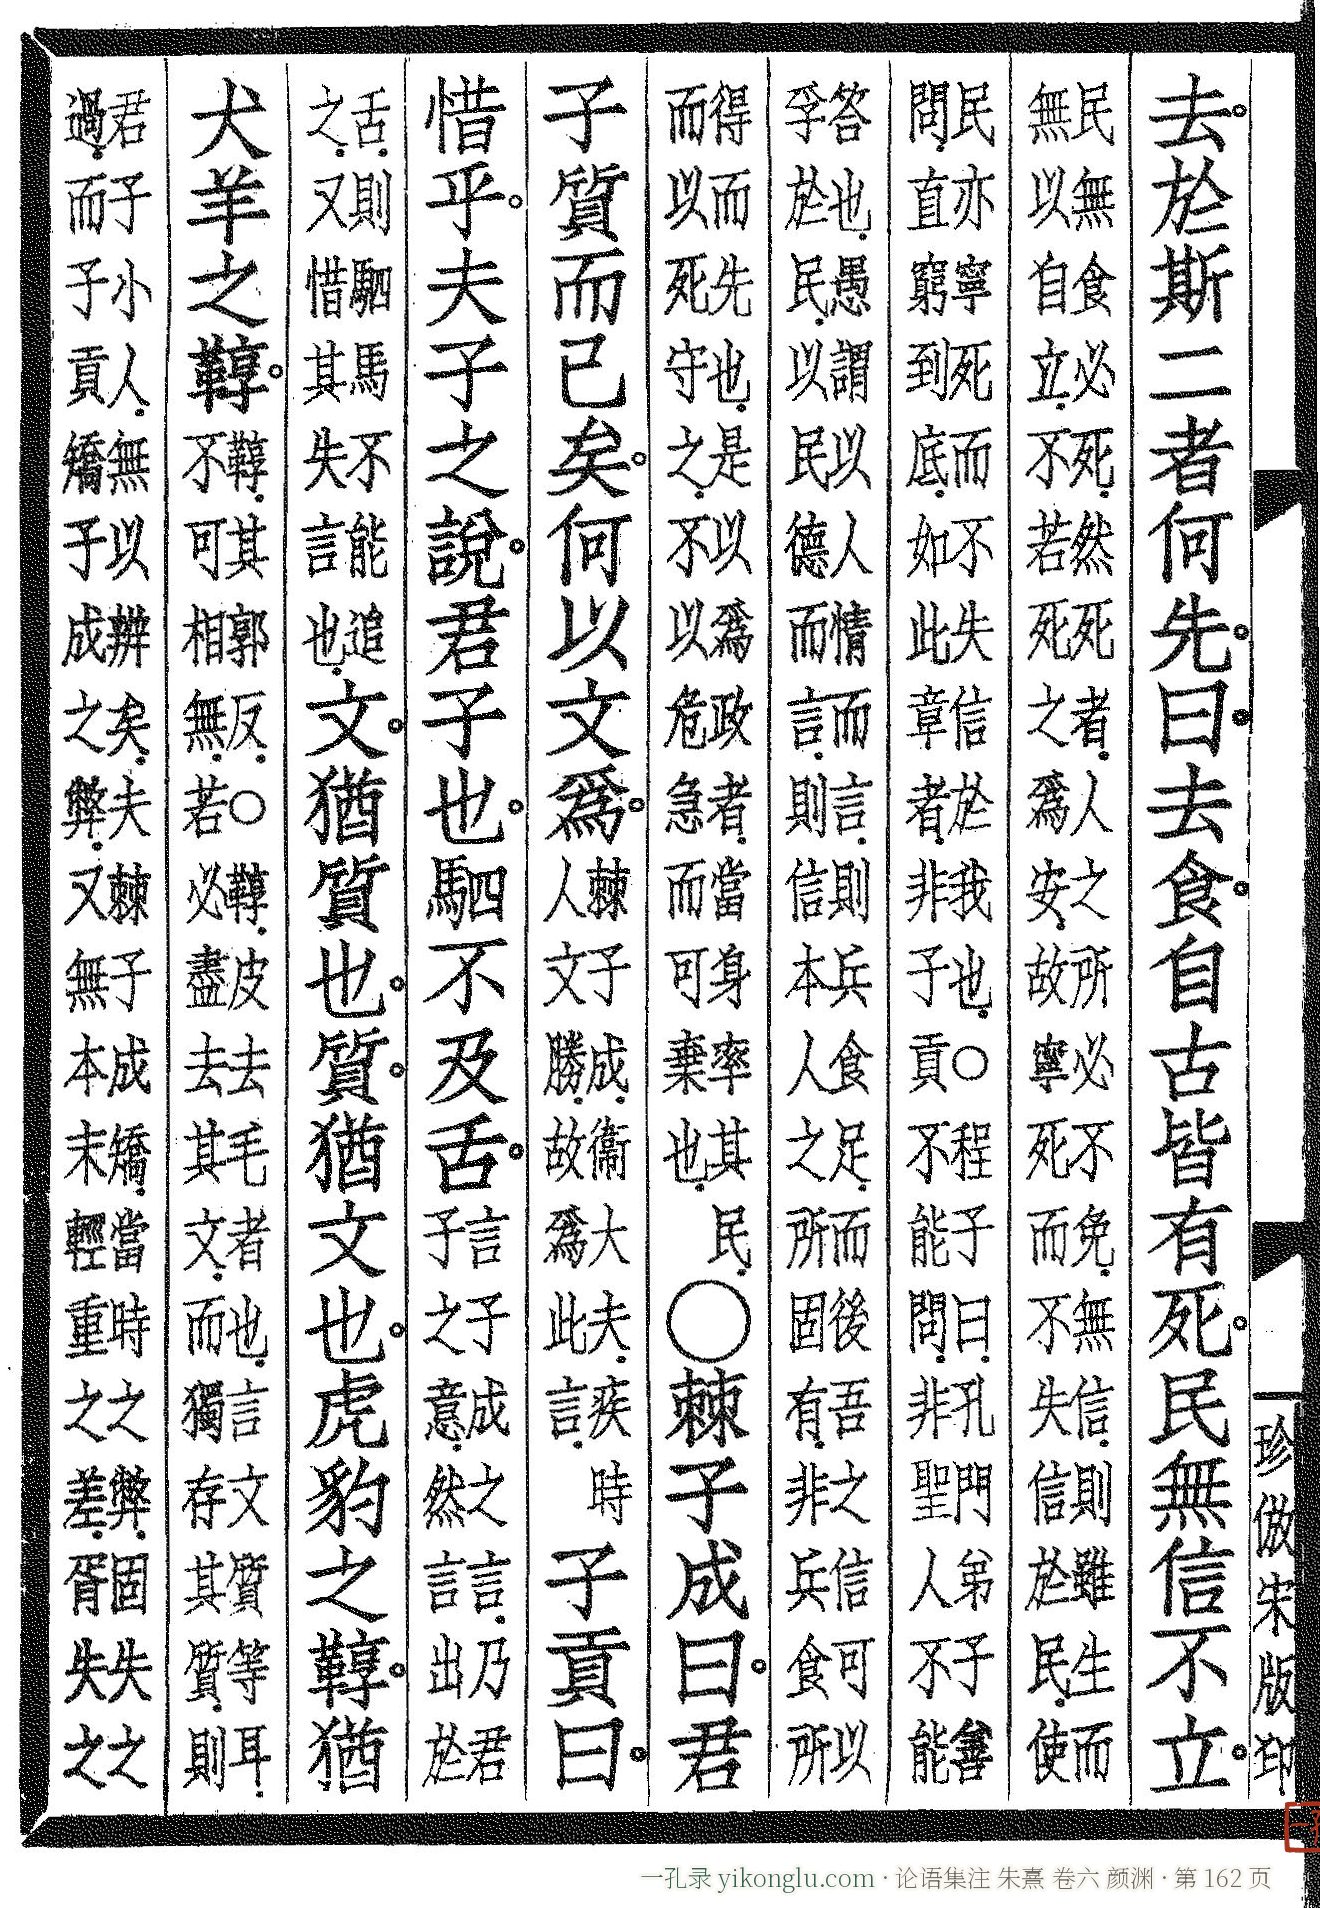 珍倣宋版印
去於斯二者何先曰去食自古皆有死民無信不立
民無食必死然死者人之所必不免無信則雖生而
無以自立不若死之爲安故寧死而不失信於民使
民亦寧死而不失信於我也○程子曰孔門弟子善
問直窮到底如此章者非子貢不能問非聖人不能
答也愚謂以人情而言則兵食足而後吾之信可以
孚於民以民德而言則信本人之所固有非兵食所
得而先也是以爲政者當身率其民
而以死守之不以危急而可棄也
○棘子成曰君
子質而已矣何以文爲
棘子成衞大夫疾時
人文勝故爲此言
子貢曰
惜乎夫子之說君子也駟不及舌
言子成之言乃君
子之意然言出於
舌則駟馬不能追
之又惜其失言也
文猶質也質猶文也虎豹之鞟猶
犬羊之鞟
鞟其郭反○鞟皮去毛者也言文質等耳
不可相無若必盡去其文而獨存其質則
君子小人無以辨矣夫棘子成矯當時之弊固失之
過而子貢矯子成之弊又無本末輕重之差胥失之
一孔录 yikonglu.com · 论语集注 朱熹 卷六 颜渊 · 第 162 页